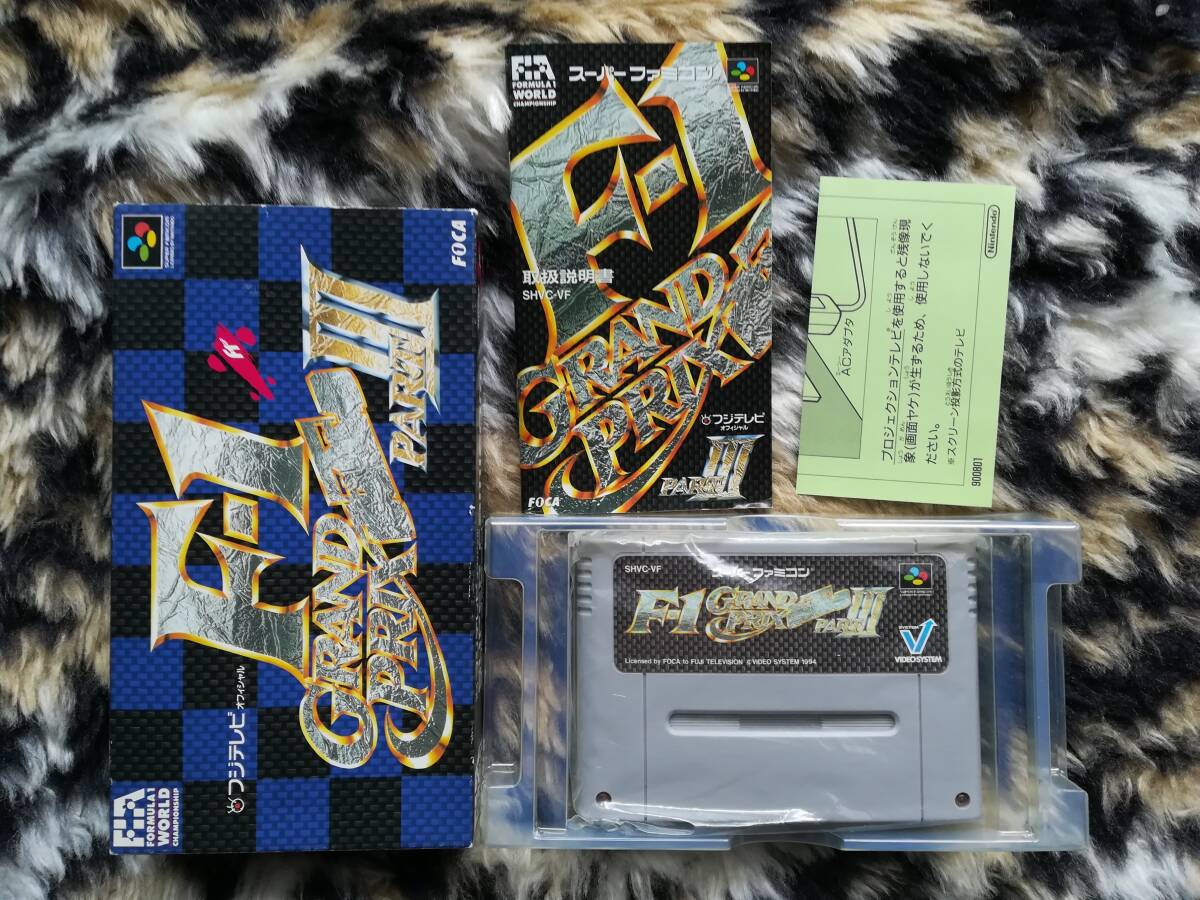 SUPER FAMICOM
FOCA
F-1
GRAND
PRIX
PART III
フジテレビ オフィシャル
FIA
FORMULA 1
WORLD
CHAMPIONSHIP
FIA
FORMULA 1
WORLD
CHAMPIONSHIP
スーパーファミコン
F-1
取扱説明書
SHVC-VF
GRAND
PRIX
フジテレビ
オフィシャル
PART III
FOCA
Nintendo
ACアダプタ
プロジェクションテレビを使用すると残像現
象(画面ヤケ)が生ずるため、使用しないでく
ださい。
※スクリーン投影方式のテレビ
900801
SHVC-VF
スーパーファミコン
F-1 GRAND PRIX PART III
SYSTEM
VIDEO SYSTEM
Licensed by FOCA to FUJI TELEVISION © VIDEO SYSTEM 1994